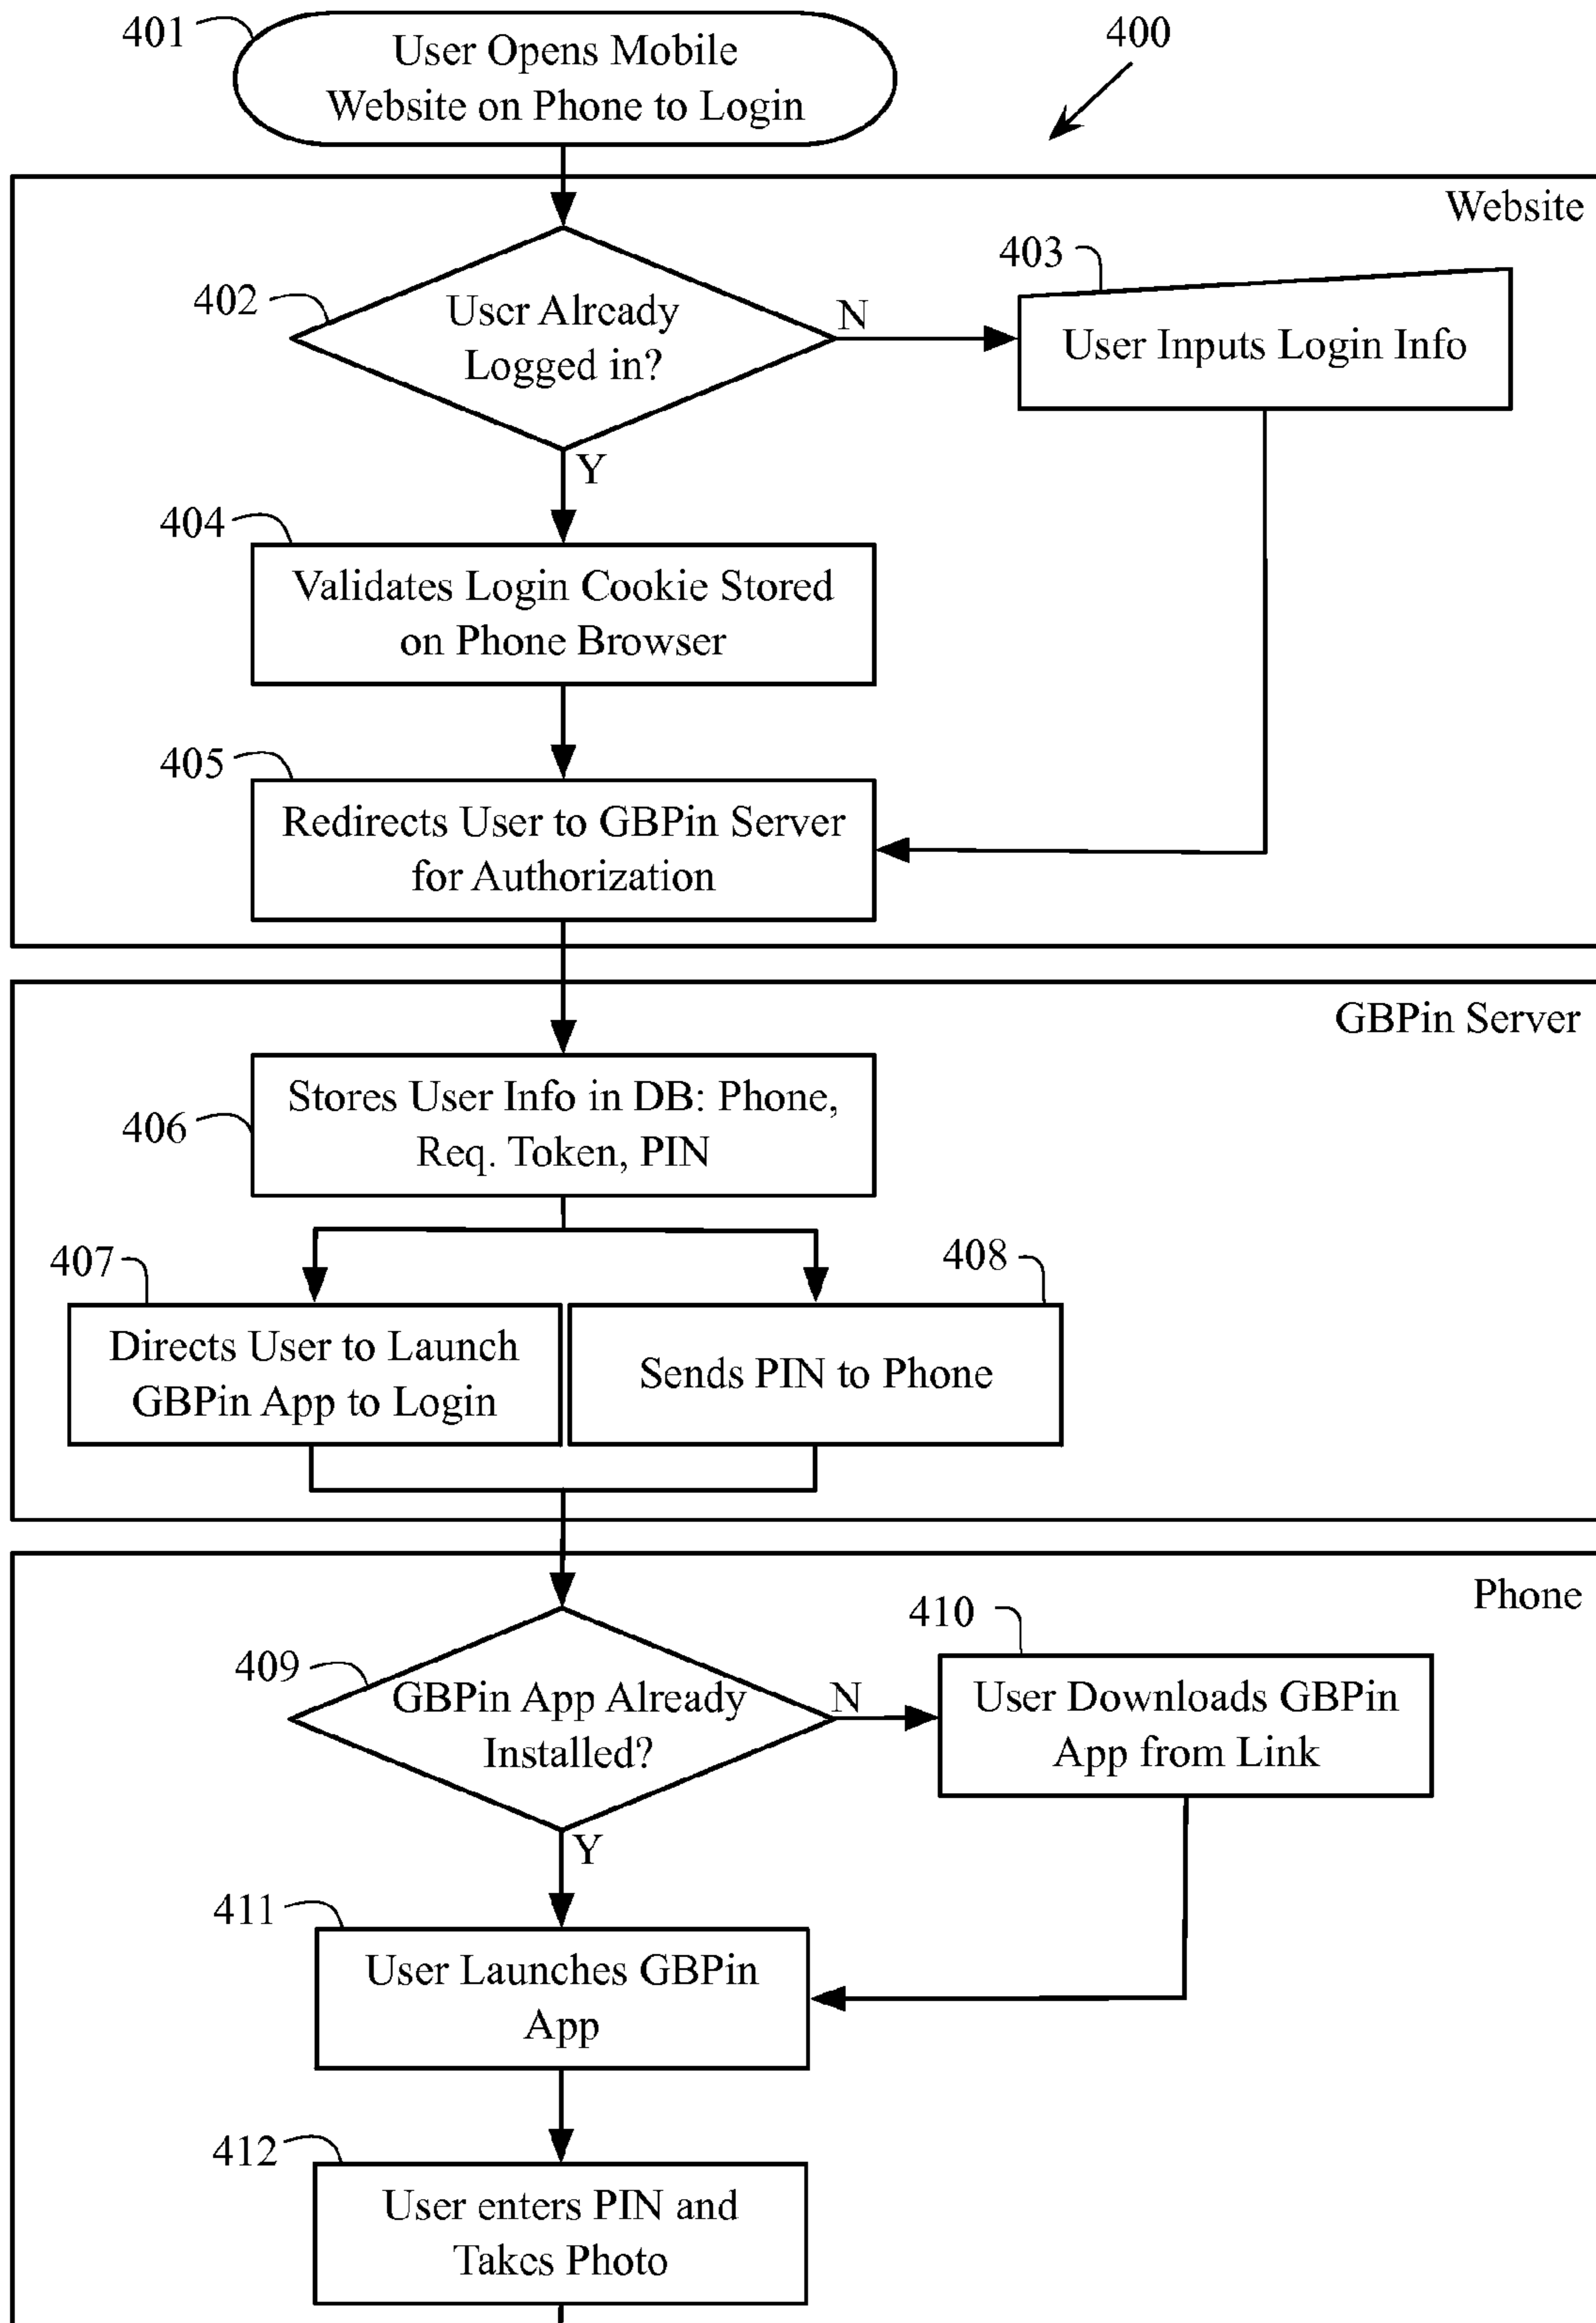 401
User Opens Mobile
Website on Phone to Login
400
Website
402
User Already
Logged in?
N
403
User Inputs Login Info
Y
404
Validates Login Cookie Stored
on Phone Browser
405
Redirects User to GBPin Server
for Authorization
GBPin Server
406
Stores User Info in DB: Phone,
Req. Token, PIN
407
Directs User to Launch
GBPin App to Login
408
Sends PIN to Phone
Phone
409
GBPin App Already
Installed?
N
410
User Downloads GBPin
App from Link
Y
411
User Launches GBPin
App
412
User enters PIN and
Takes Photo